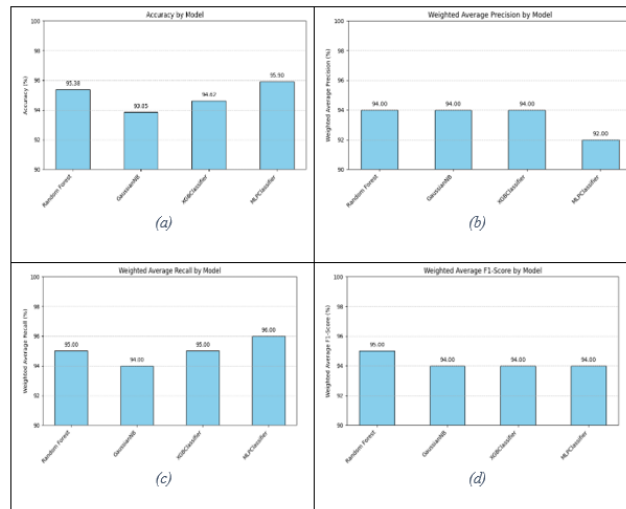 Accuracy by Model
Accuracy (%)
100
98
96
94
92
90
95.38
94.62
95.90
Random Forest
GaussianNB
XGBClassifier
MLPClassifier
(a)
Weighted Average Precision by Model
Weighted Average Precision (%)
100
98
96
94
92
90
94.00
94.00
94.00
92.00
Random Forest
GaussianNB
XGBClassifier
MLPClassifier
(b)
Weighted Average Recall by Model
Weighted Average Recall (%)
100
98
96
94
92
90
95.00
94.00
95.00
96.00
Random Forest
GaussianNB
XGBClassifier
MLPClassifier
(c)
Weighted Average F1-Score by Model
Weighted Average F1-Score (%)
100
98
96
94
92
90
95.00
94.00
94.00
94.00
Random Forest
GaussianNB
XGBClassifier
MLPClassifier
(d)